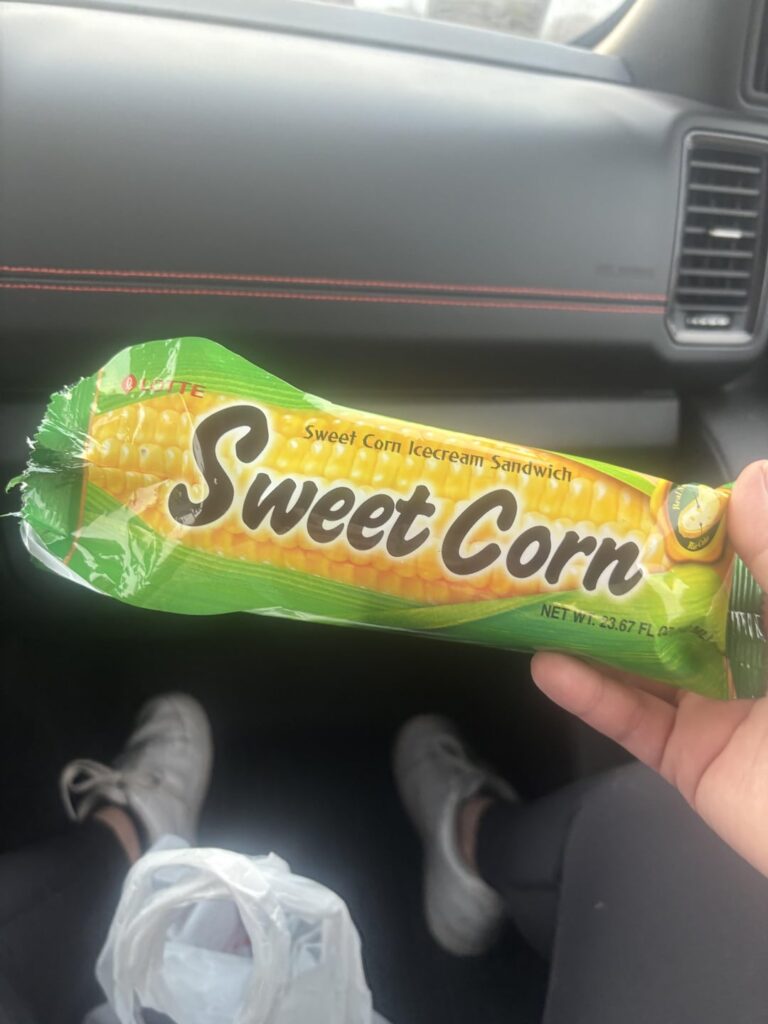 LOTTE
Sweet Corn Icecream Sandwich
Sweet Corn
NET WT. 23.67 FL